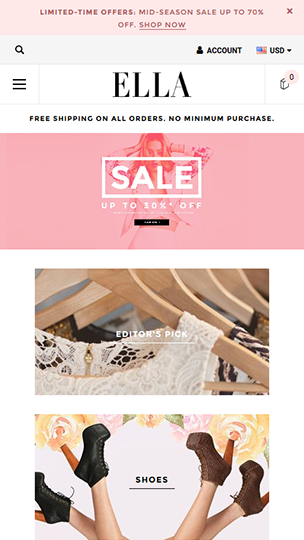 LIMITED-TIME OFFERS: MID-SEASON SALE UP TO 70%
OFF. SHOP NOW
ACCOUNT
USD
ELLA
0
FREE SHIPPING ON ALL ORDERS. NO MINIMUM PURCHASE.
SALE
UP TO 30%* OFF
EDITOR'S PICK
SHOES